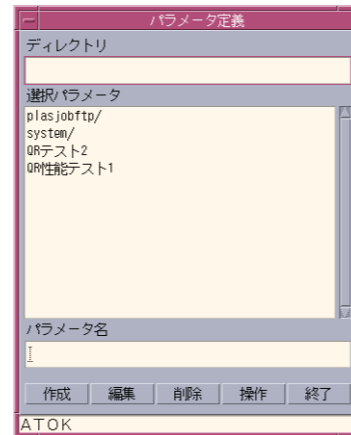 パラメータ定義
ディレクトリ
選択パラメータ
plasjobftp/
system/
QRテスト2
QR性能テスト1
パラメータ名
作成 編集 削除 操作 終了
ATOK